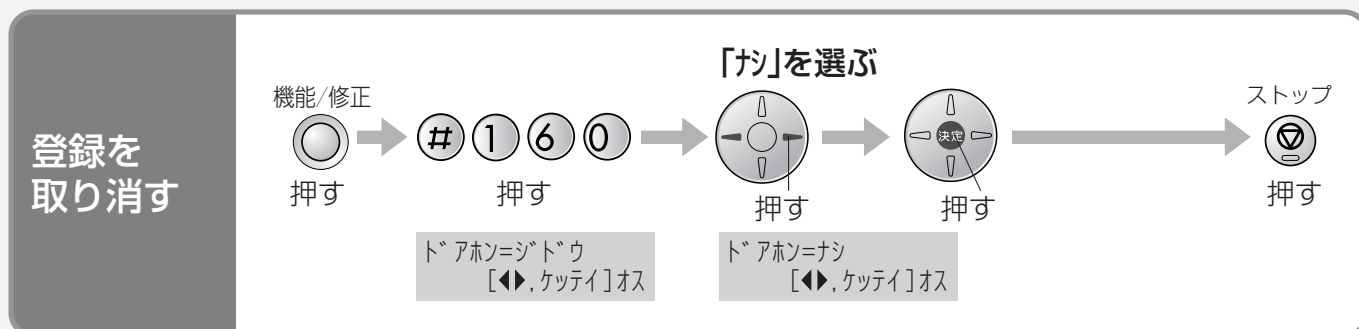 登録を
取り消す
機能/修正
押す
#160
押す
ﾄﾞｱﾎﾝ=ｼﾞﾄﾞｳ
[◀▶,ｹｯﾃｲ]ｵｽ
「ﾅｼ」を選ぶ
押す
ﾄﾞｱﾎﾝ=ﾅｼ
[◀▶,ｹｯﾃｲ]ｵｽ
決定
押す
ストップ
押す